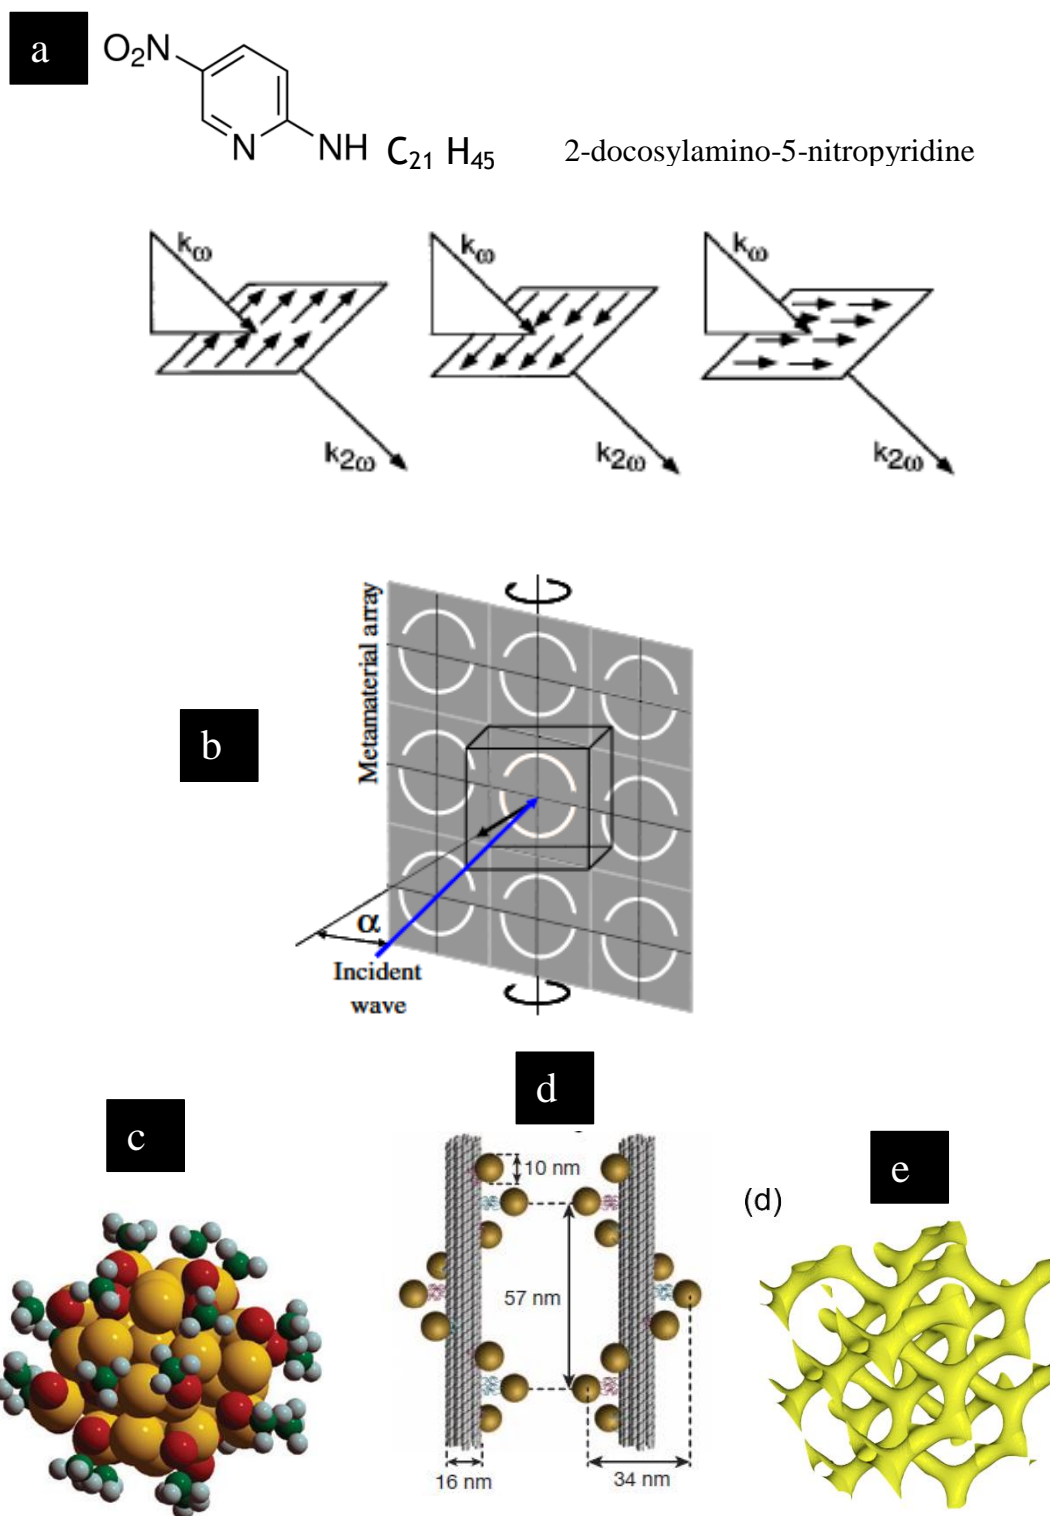 a
O₂N
N
NH C₂₁ H₄₅
2-docosylamino-5-nitropyridine
kω
kω
kω
k2ω
k2ω
k2ω
b
Metamaterial array
α
Incident
wave
d
c
e
10 nm
(d)
57 nm
16 nm
34 nm